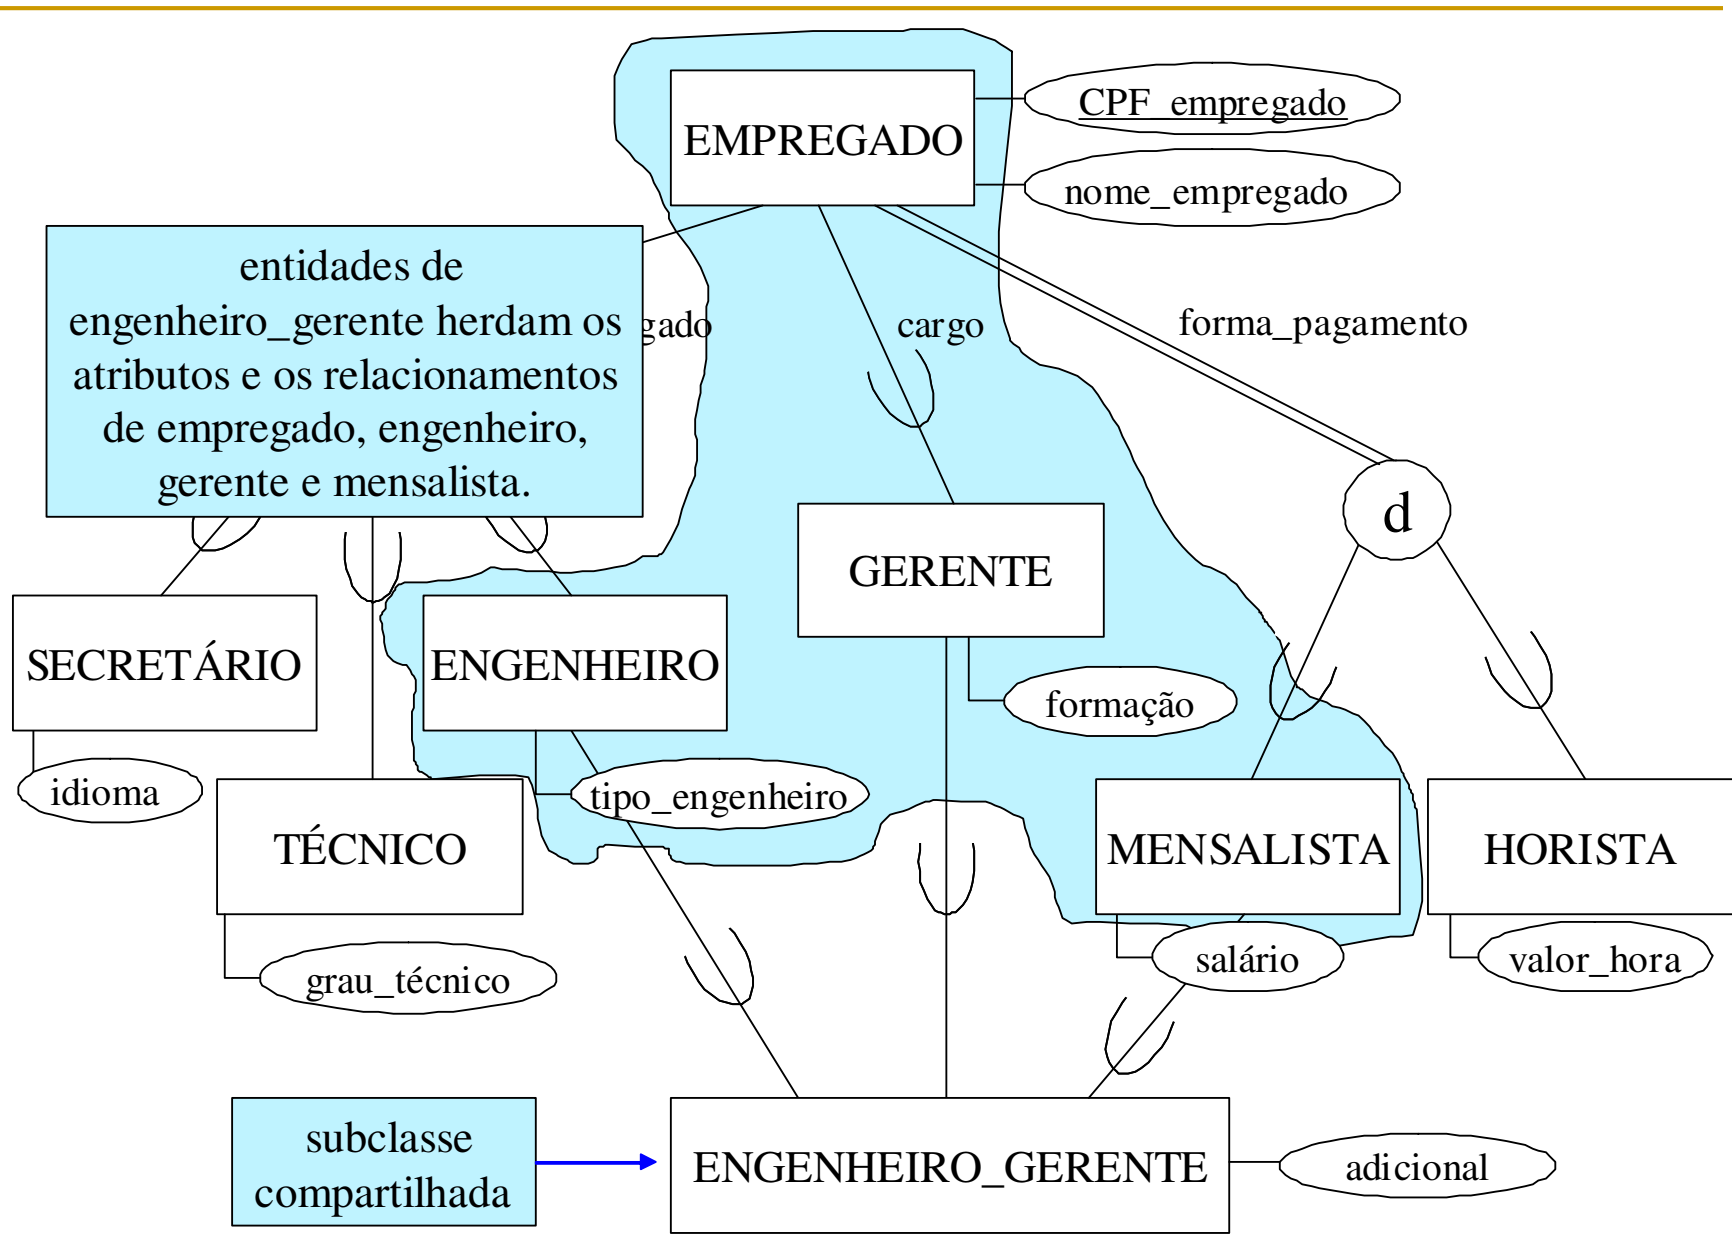 EMPREGADO
CPF_empregado
nome_empregado
entidades de
engenheiro_gerente herdam os
atributos e os relacionamentos
de empregado, engenheiro,
gerente e mensalista.
gado
cargo
forma_pagamento
d
GERENTE
SECRETÁRIO
ENGENHEIRO
formação
idioma
tipo_engenheiro
TÉCNICO
MENSALISTA
HORISTA
grau_técnico
salário
valor_hora
subclasse
compartilhada
ENGENHEIRO_GERENTE
adicional